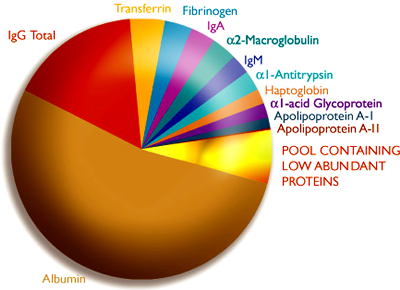 Transferrin
Fibrinogen
IgA
IgG Total
α2-Macroglobulin
IgM
α1-Antitrypsin
Haptoglobin
α1-acid Glycoprotein
Apolipoprotein A-I
Apolipoprotein A-II
POOL CONTAINING
LOW ABUNDANT
PROTEINS
Albumin